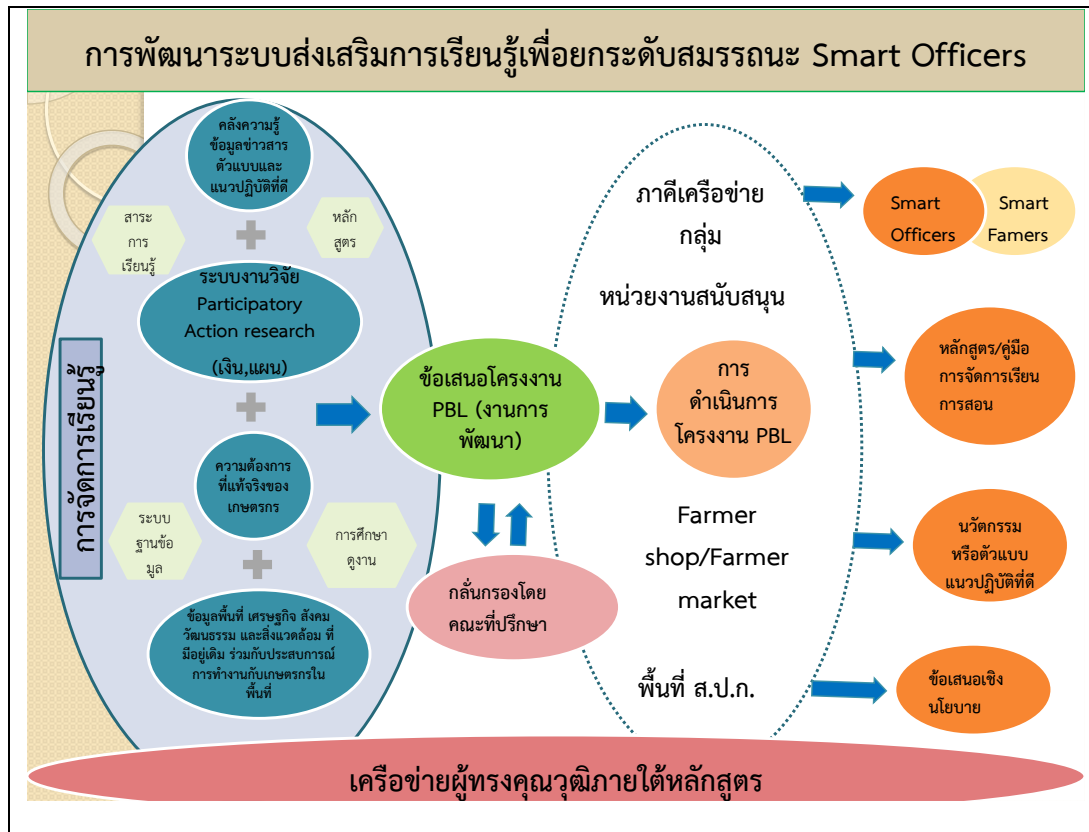 การพัฒนาระบบส่งเสริมการเรียนรู้เพื่อยกระดับสมรรถนะ Smart Officers
การจัดการเรียนรู้
คลังความรู้
ข้อมูลข่าวสาร
ตัวแบบและ
แนวปฏิบัติที่ดี
สาระ
การ
เรียนรู้
หลัก
สูตร
ระบบงานวิจัย
Participatory
Action research
(เงิน,แผน)
ความต้องการ
ที่แท้จริงของ
เกษตรกร
ระบบ
ฐานข้อ
มูล
การศึกษา
ดูงาน
ข้อมูลพื้นที่ เศรษฐกิจ สังคม
วัฒนธรรม และสิ่งแวดล้อม ที่
มีอยู่เดิม ร่วมกับประสบการณ์
การทำงานกับเกษตรกรใน
พื้นที่
ข้อเสนอโครงงาน
PBL (งานการ
พัฒนา)
กลั่นกรองโดย
คณะที่ปรึกษา
ภาคีเครือข่าย
กลุ่ม
หน่วยงานสนับสนุน
การ
ดำเนินการ
โครงงาน PBL
Farmer
shop/Farmer
market
พื้นที่ ส.ป.ก.
Smart
Officers
Smart
Famers
หลักสูตร/คู่มือ
การจัดการเรียน
การสอน
นวัตกรรม
หรือตัวแบบ
แนวปฏิบัติที่ดี
ข้อเสนอเชิง
นโยบาย
เครือข่ายผู้ทรงคุณวุฒิภายใต้หลักสูตร